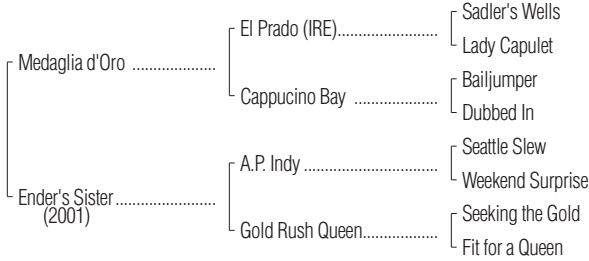 Sadler's Wells
El Prado (IRE)....................
Lady Capulet
Medaglia d'Oro ....................
Bailjumper
Cappucino Bay ....................
Dubbed In
Seattle Slew
A.P. Indy ...........................
Weekend Surprise
Ender's Sister .......................
(2001)
Seeking the Gold
Gold Rush Queen..................
Fit for a Queen